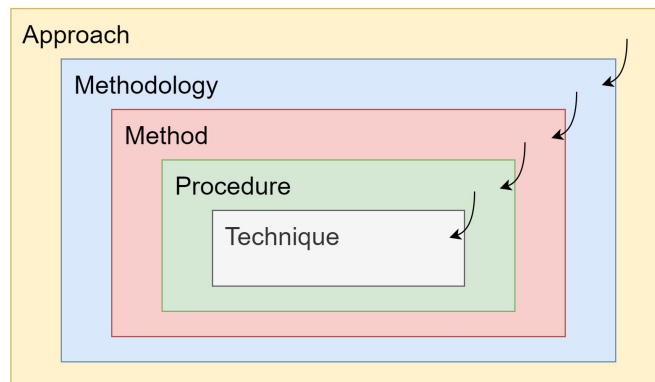 Approach
Methodology
Method
Procedure
Technique